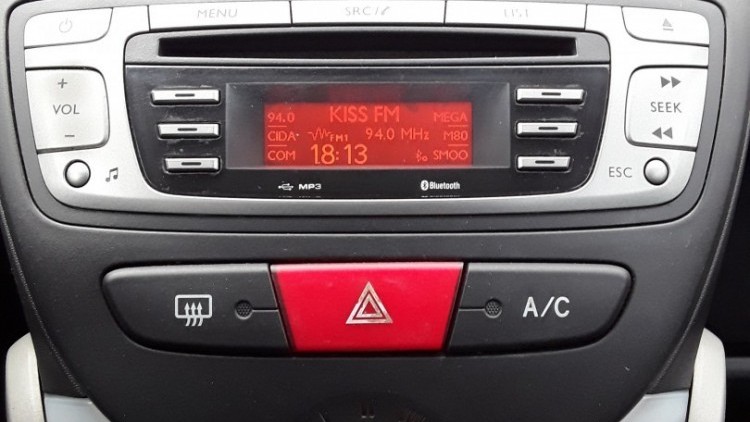 MENU SRC LIST
VOL
94.0 KISS FM MEGA
CIDA FM1 94.0 MHz M80
COM 18:13 SMOO
SEEK
MP3 Bluetooth ESC
A/C